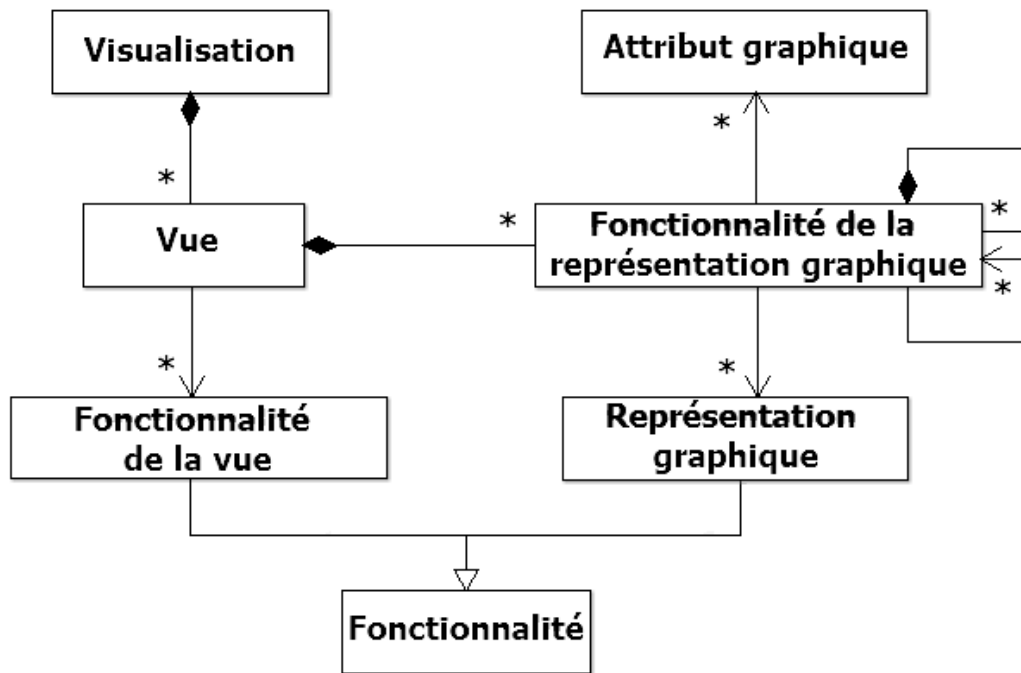 Visualisation
Attribut graphique
*
*
Vue
*
Fonctionnalité de la
représentation graphique
*
*
*
*
Fonctionnalité
de la vue
Représentation
graphique
Fonctionnalité